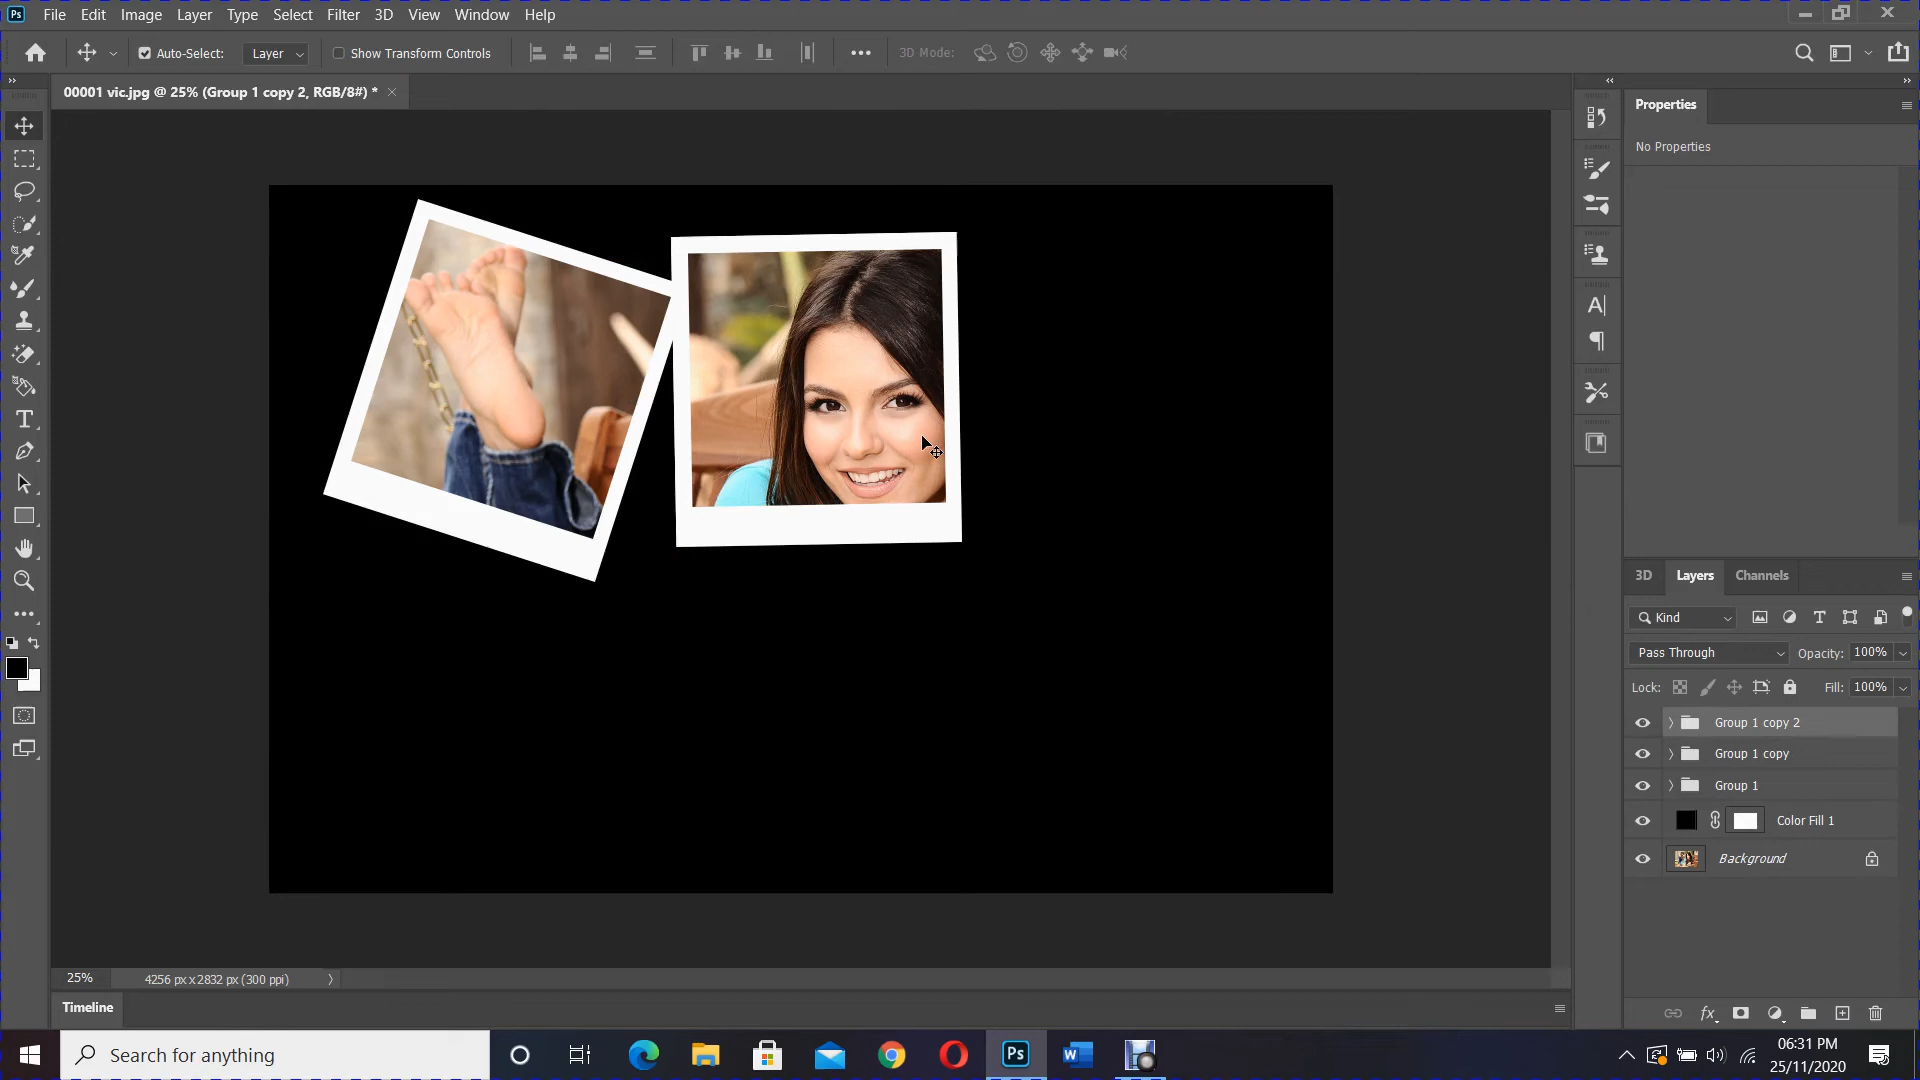 Ps File Edit Image Layer Type Select Filter 3D View Window Help
Auto-Select: Layer Show Transform Controls 3D Mode:
00001 vic.jpg @ 25% (Group 1 copy 2, RGB/8#) *
Properties
No Properties
3D Layers Channels
Kind
Pass Through Opacity: 100%
Lock: Fill: 100%
Group 1 copy 2
Group 1 copy
Group 1
Color Fill 1
Background
25% 4256 px x 2832 px (300 ppi)
Timeline
Search for anything
Ps
W
06:31 PM
25/11/2020